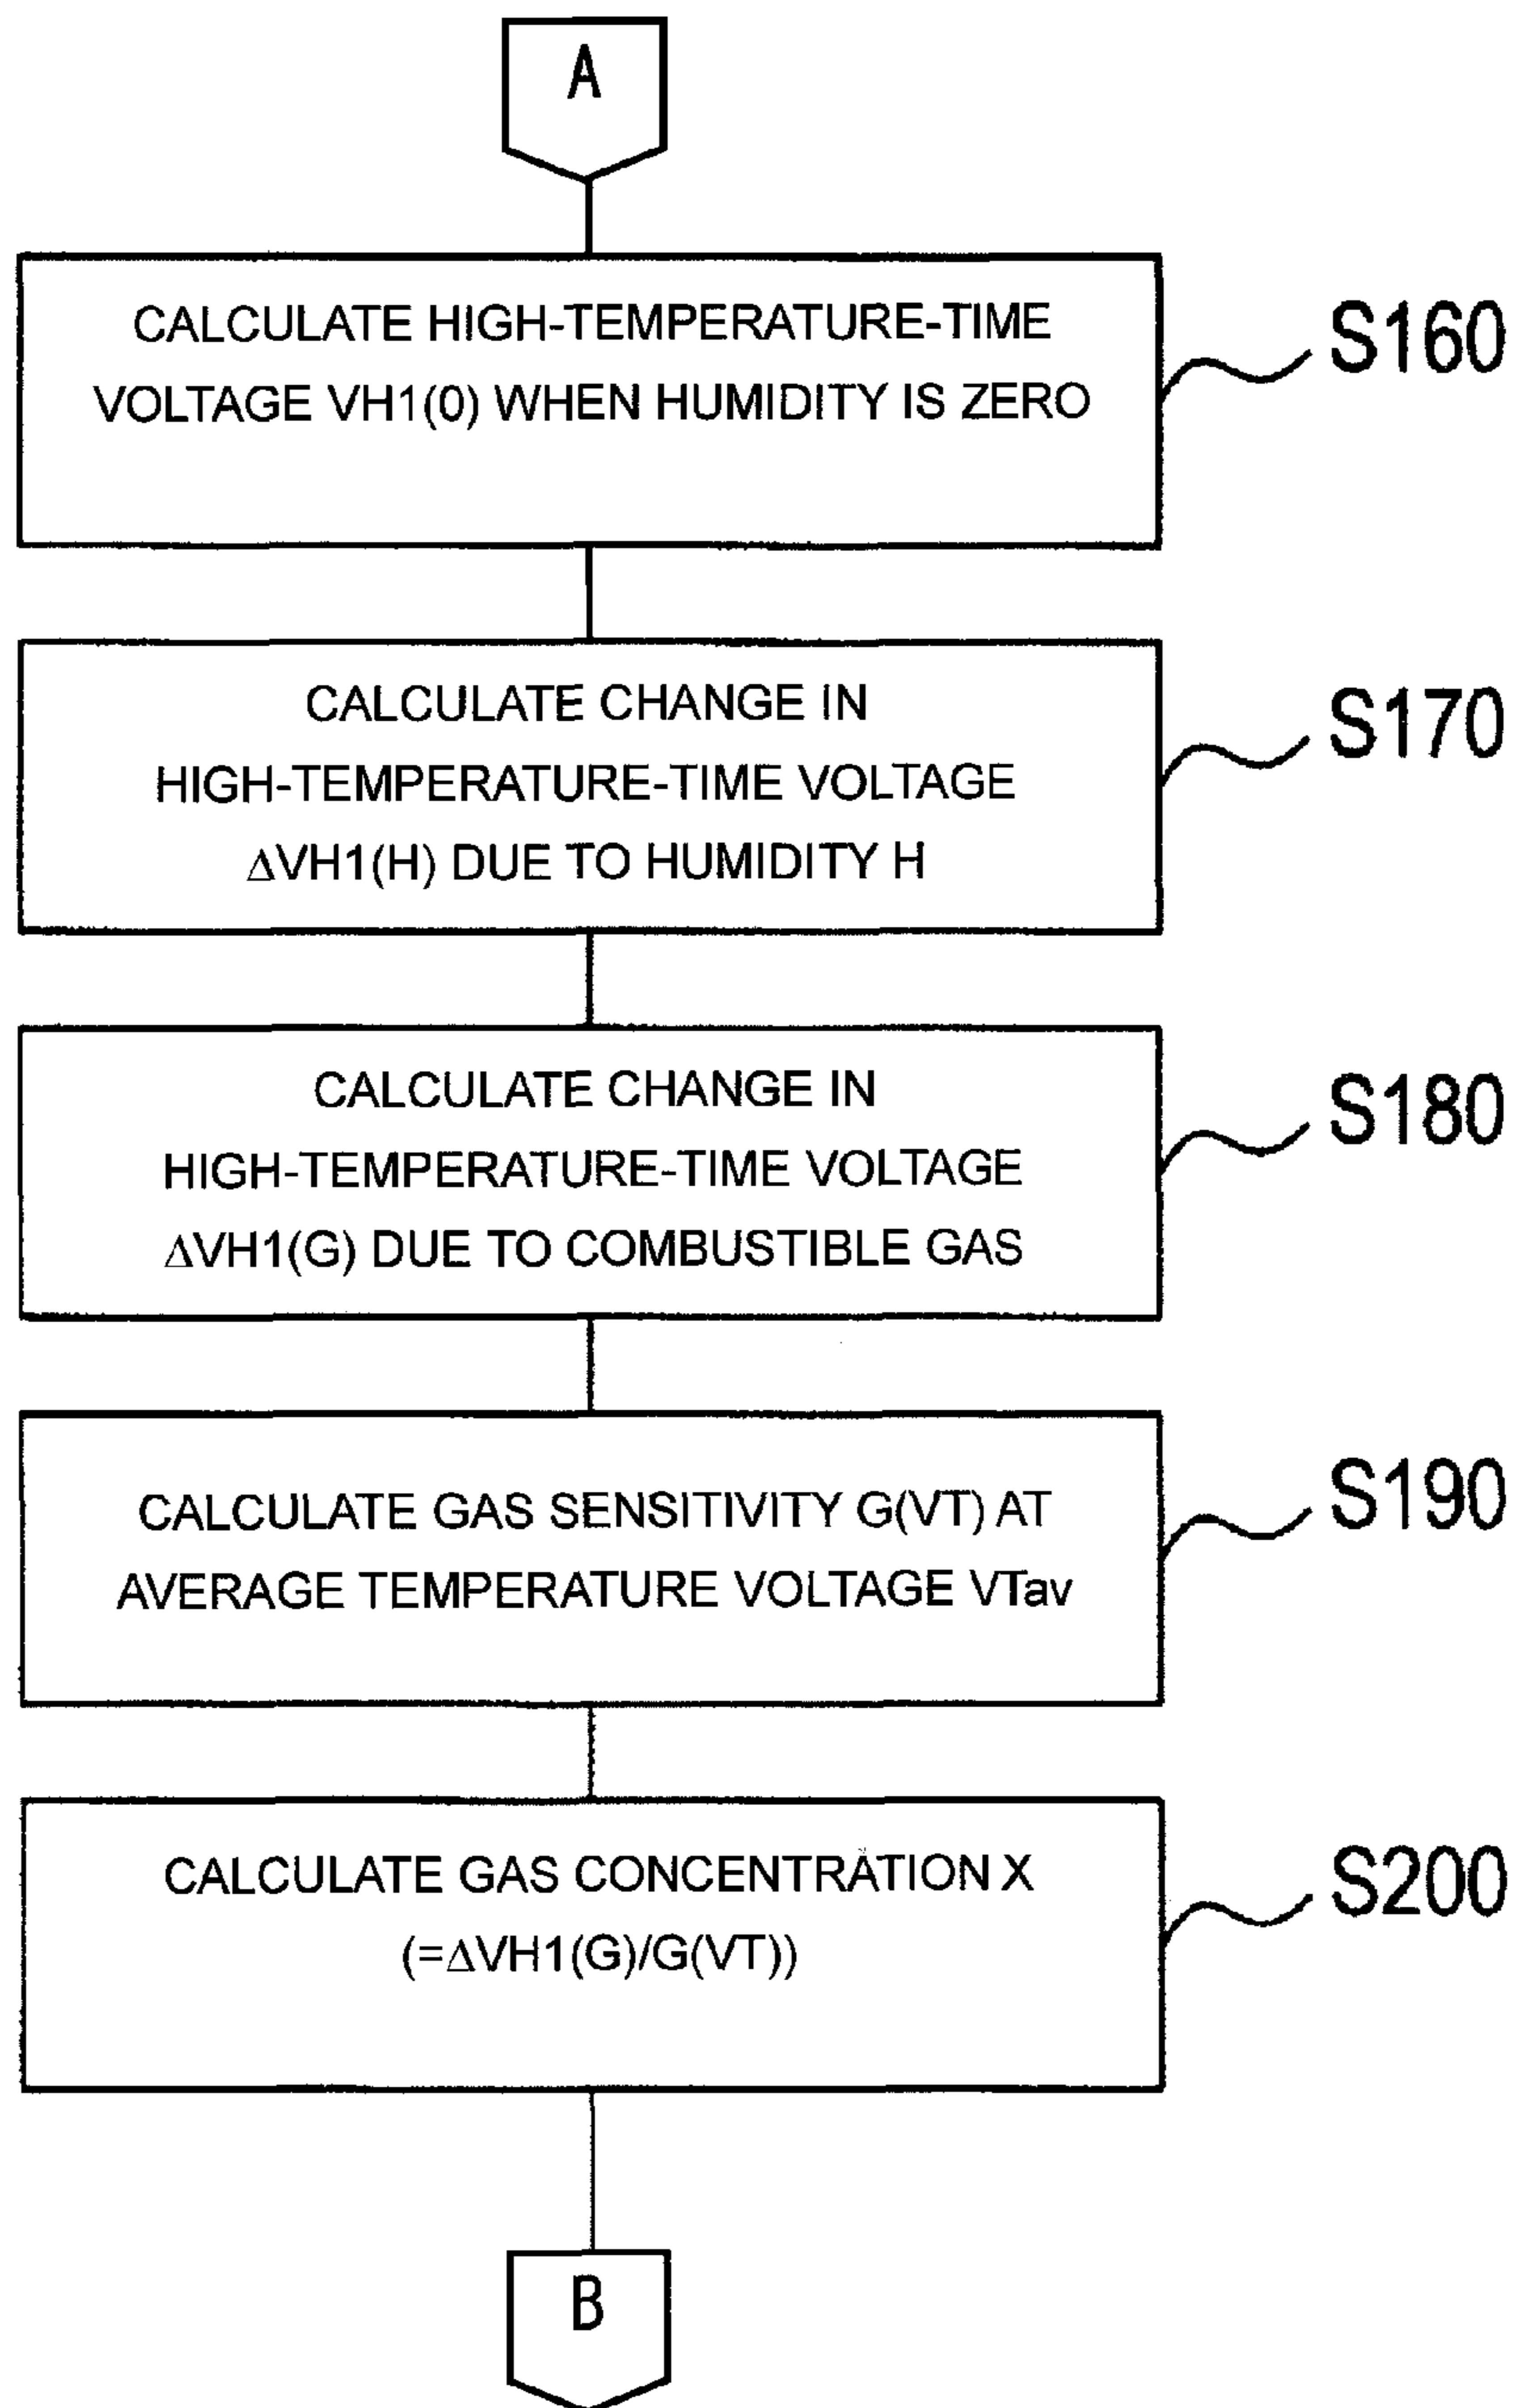 A
CALCULATE HIGH-TEMPERATURE-TIME
VOLTAGE VH1(0) WHEN HUMIDITY IS ZERO
S160
CALCULATE CHANGE IN
HIGH-TEMPERATURE-TIME VOLTAGE
ΔVH1(H) DUE TO HUMIDITY H
S170
CALCULATE CHANGE IN
HIGH-TEMPERATURE-TIME VOLTAGE
ΔVH1(G) DUE TO COMBUSTIBLE GAS
S180
CALCULATE GAS SENSITIVITY G(VT) AT
AVERAGE TEMPERATURE VOLTAGE VTav
S190
CALCULATE GAS CONCENTRATION X
(=ΔVH1(G)/G(VT))
S200
B